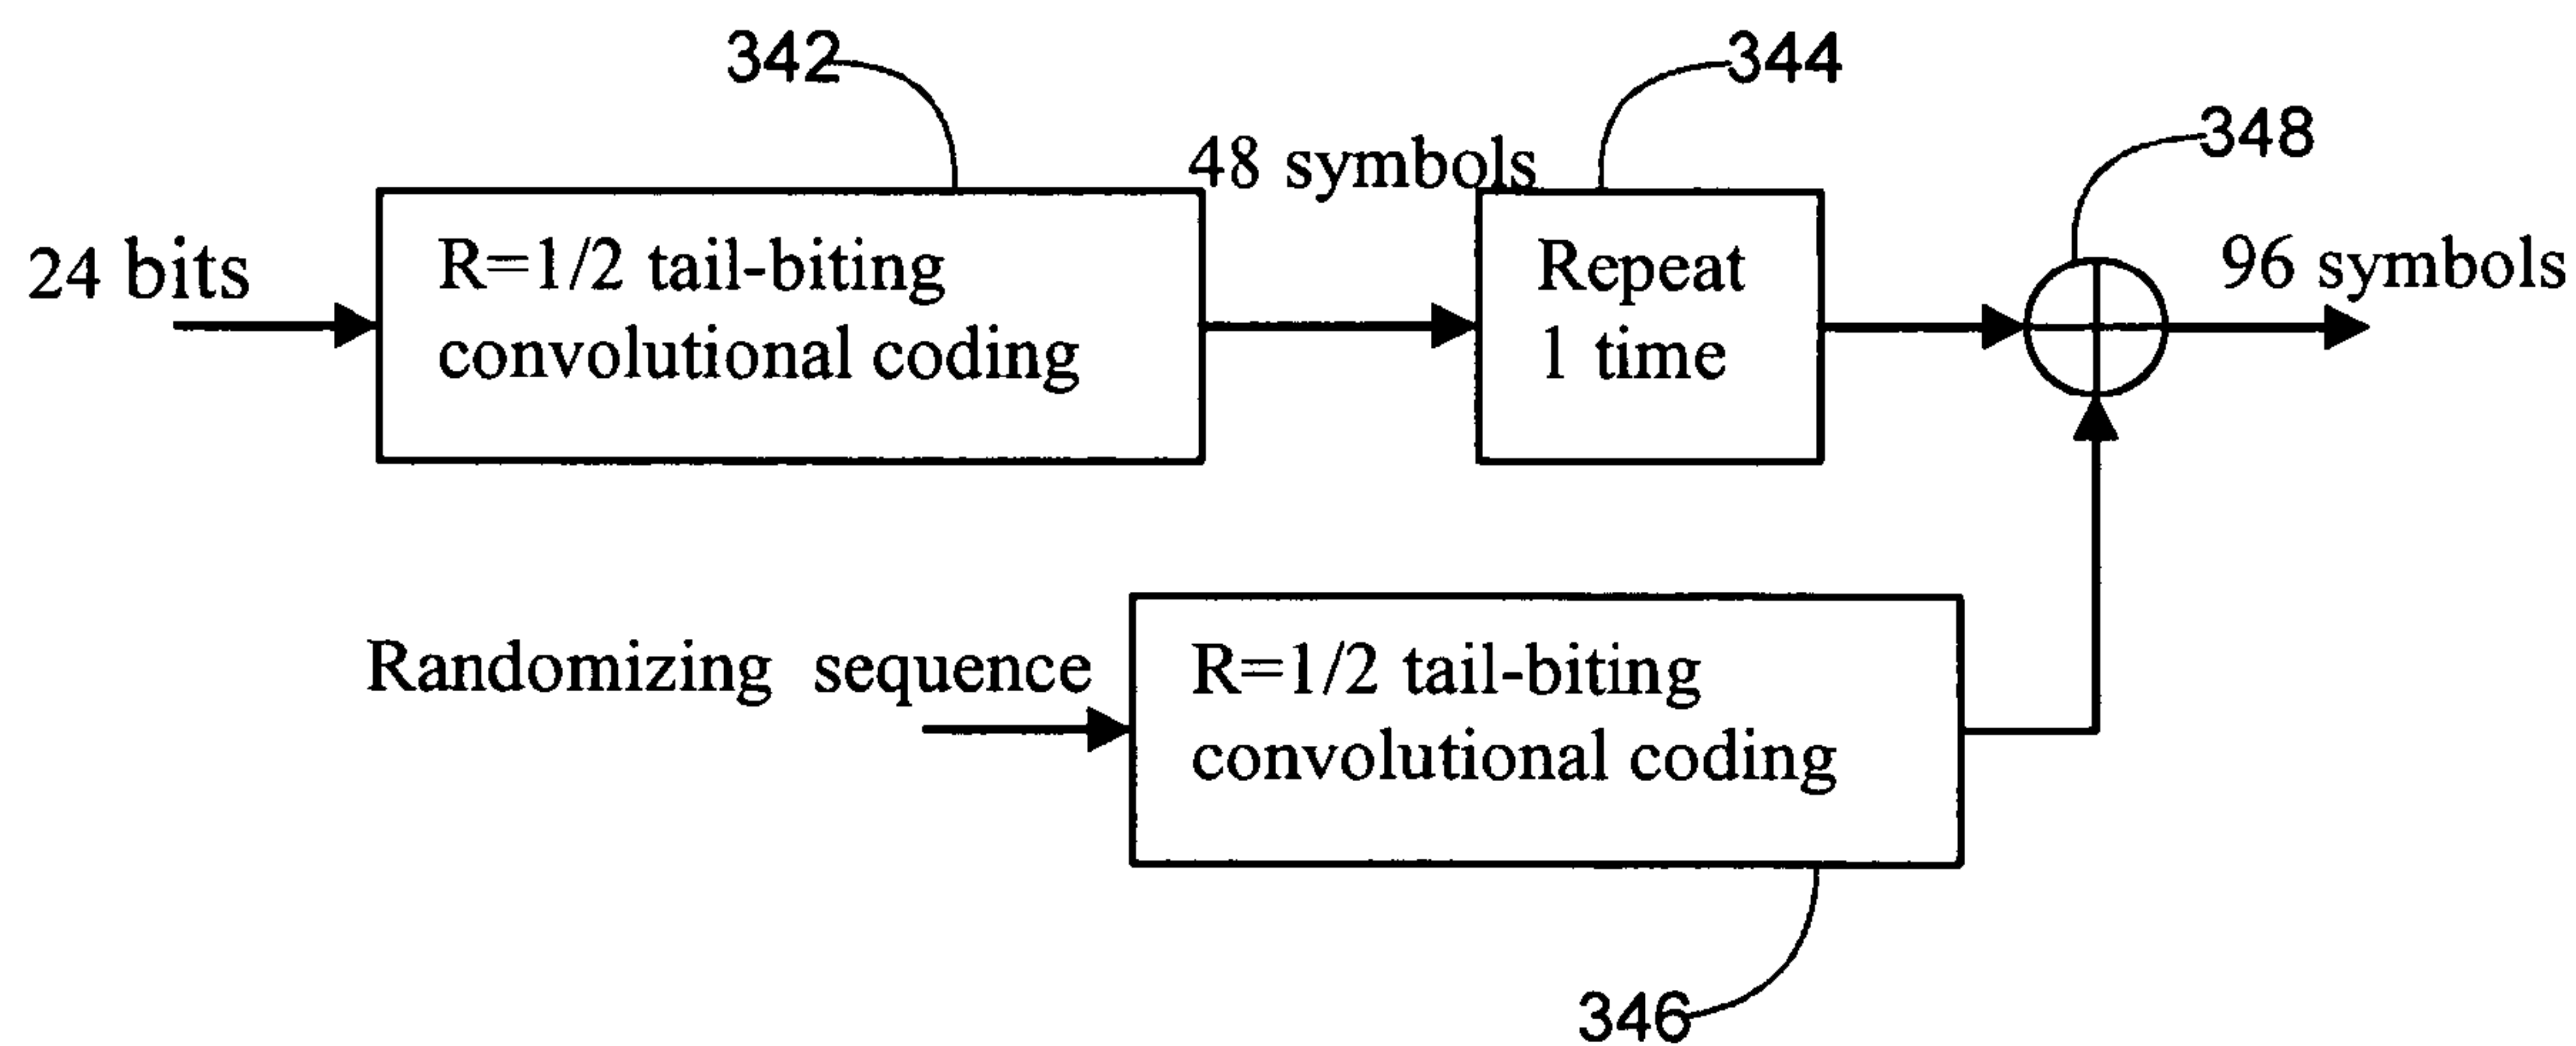 342
344
348
48 symbols
24 bits
R=1/2 tail-biting
convolutional coding
Repeat
1 time
96 symbols
Randomizing sequence
R=1/2 tail-biting
convolutional coding
346